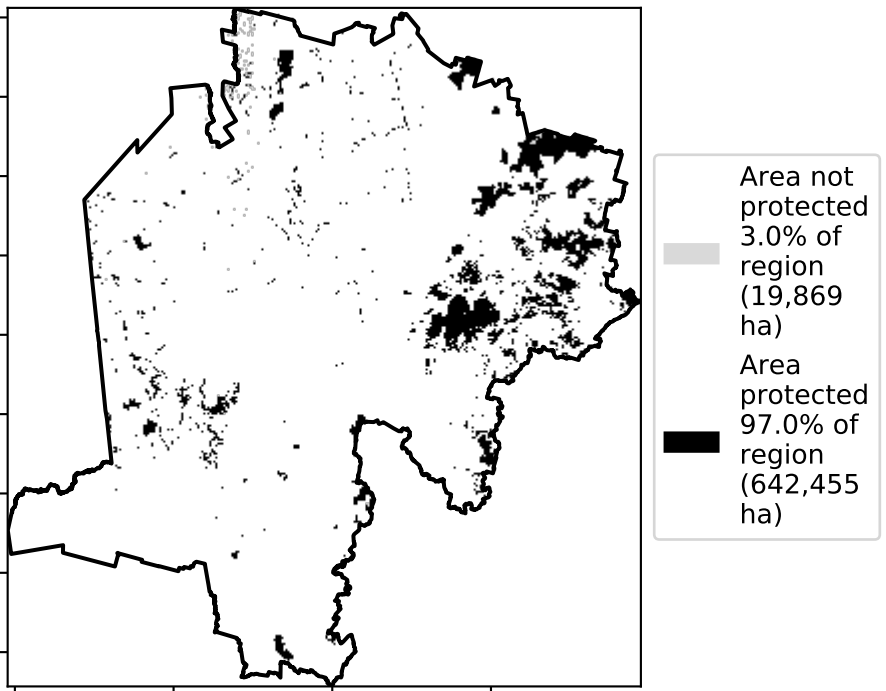 Area not
protected
3.0% of
region
(19,869
ha)
Area
protected
97.0% of
region
(642,455
ha)